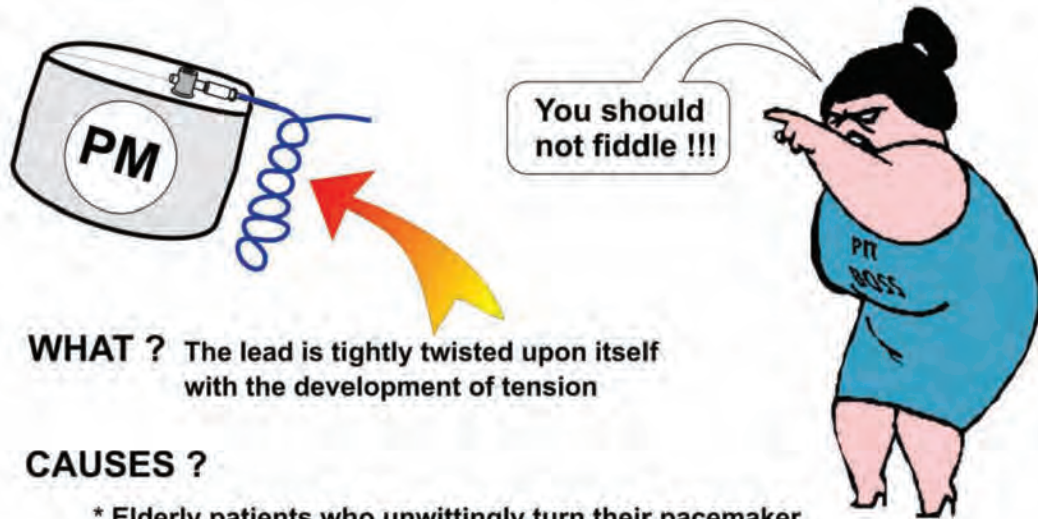 PM
You should
not fiddle !!!
PM
BOSS
WHAT ? The lead is tightly twisted upon itself
with the development of tension
CAUSES ?
* Elderly patients who unwittingly turn their pacemaker